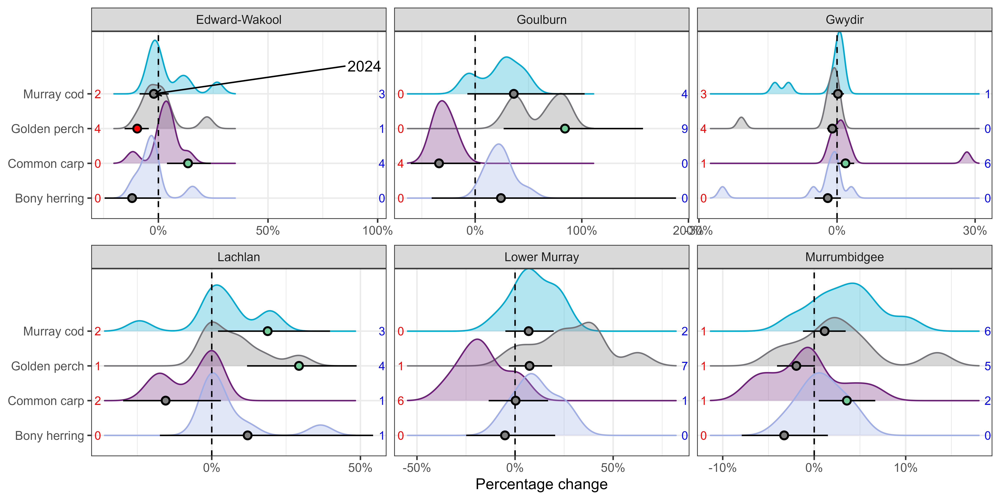 Edward-Wakool Goulburn Gwydir
2024
Murray cod 2 3 0 4 3 1
Golden perch 4 1 0 9 4 0
Common carp 0 4 4 0 1 6
Bony herring 0 0 0 0 0 0
0% 50% 100% 0% 100% 200% -30% 0% 30%
Lachlan Lower Murray Murrumbidgee
Murray cod 2 3 0 2 1 6
Golden perch 1 4 1 7 1 5
Common carp 2 1 6 1 1 2
Bony herring 0 1 0 0 0 0
0% 50% -50% 0% 50% -10% 0% 10%
Percentage change